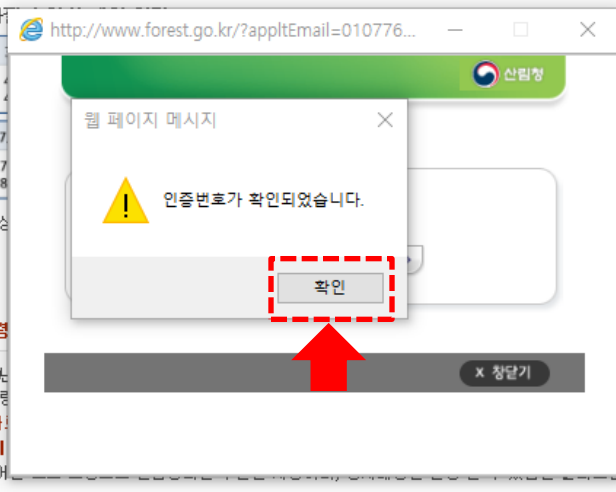 http://www.forest.go.kr/?appltEmail=010776...
산림청
웹 페이지 메시지
인증번호가 확인되었습니다.
확인
X 창닫기